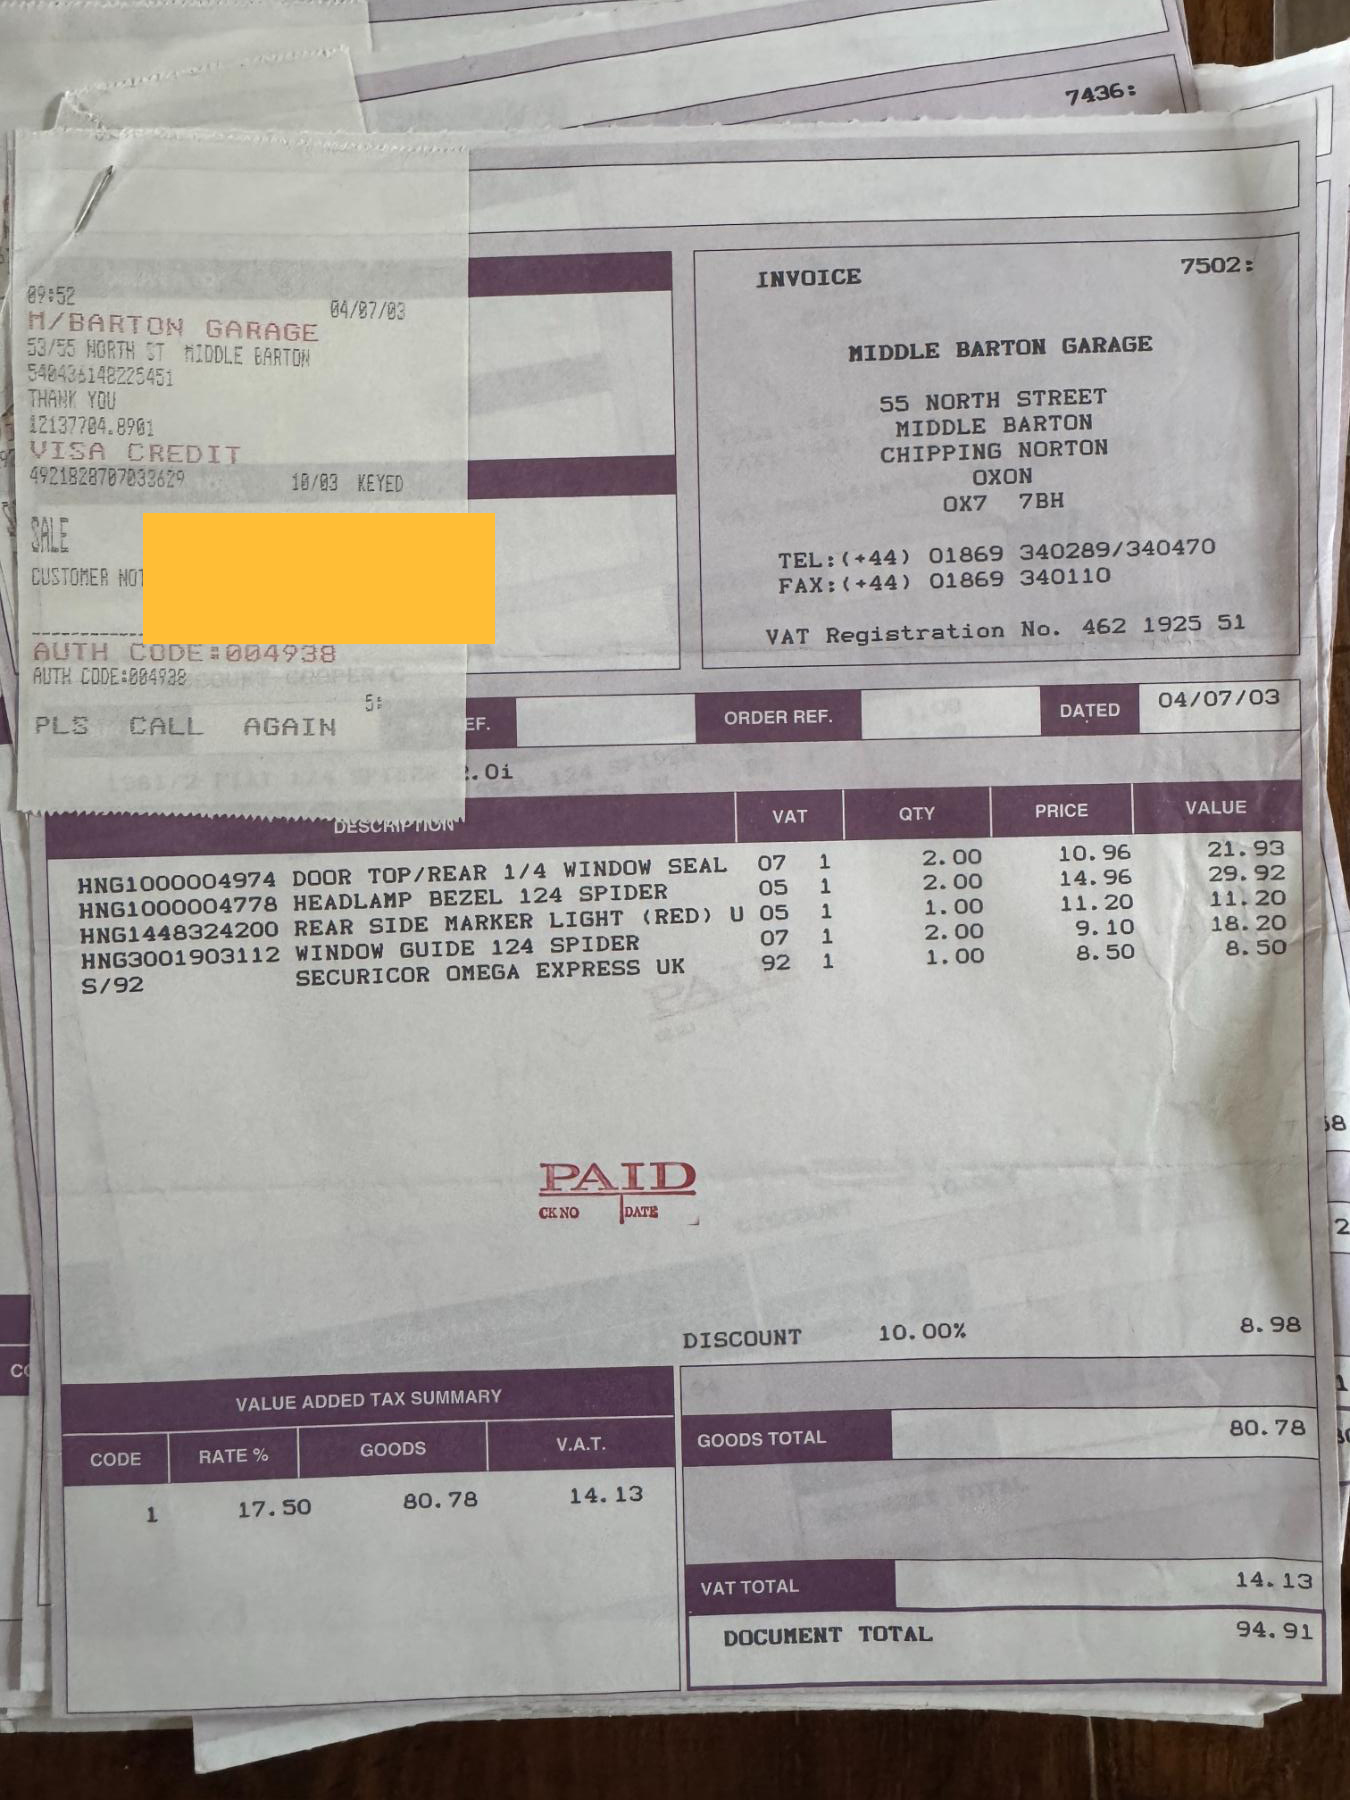 7436:
09:52 04/07/03
M/BARTON GARAGE
53/55 NORTH ST MIDDLE BARTON
540436148225451
THANK YOU
12137704.8901
VISA CREDIT
4921828707033629 10/03 KEYED
SALE
CUSTOMER NOT
AUTH CODE:004938
AUTH CODE:004938
5:
PLS CALL AGAIN
INVOICE 7502:
MIDDLE BARTON GARAGE
55 NORTH STREET
MIDDLE BARTON
CHIPPING NORTON
OXON
OX7 7BH
TEL:(+44) 01869 340289/340470
FAX:(+44) 01869 340110
VAT Registration No. 462 1925 51
EF. ORDER REF. DATED 04/07/03
2.0i
DESCRIPTION VAT QTY PRICE VALUE
HNG1000004974 DOOR TOP/REAR 1/4 WINDOW SEAL 07 1 2.00 10.96 21.93
HNG1000004778 HEADLAMP BEZEL 124 SPIDER 05 1 2.00 14.96 29.92
HNG1448324200 REAR SIDE MARKER LIGHT (RED) U 05 1 1.00 11.20 11.20
HNG3001903112 WINDOW GUIDE 124 SPIDER 07 1 2.00 9.10 18.20
S/92 SECURICOR OMEGA EXPRESS UK 92 1 1.00 8.50 8.50
PAID
CK NO DATE
DISCOUNT 10.00% 8.98
VALUE ADDED TAX SUMMARY
CODE RATE % GOODS V.A.T.
1 17.50 80.78 14.13
GOODS TOTAL 80.78
VAT TOTAL 14.13
DOCUMENT TOTAL 94.91